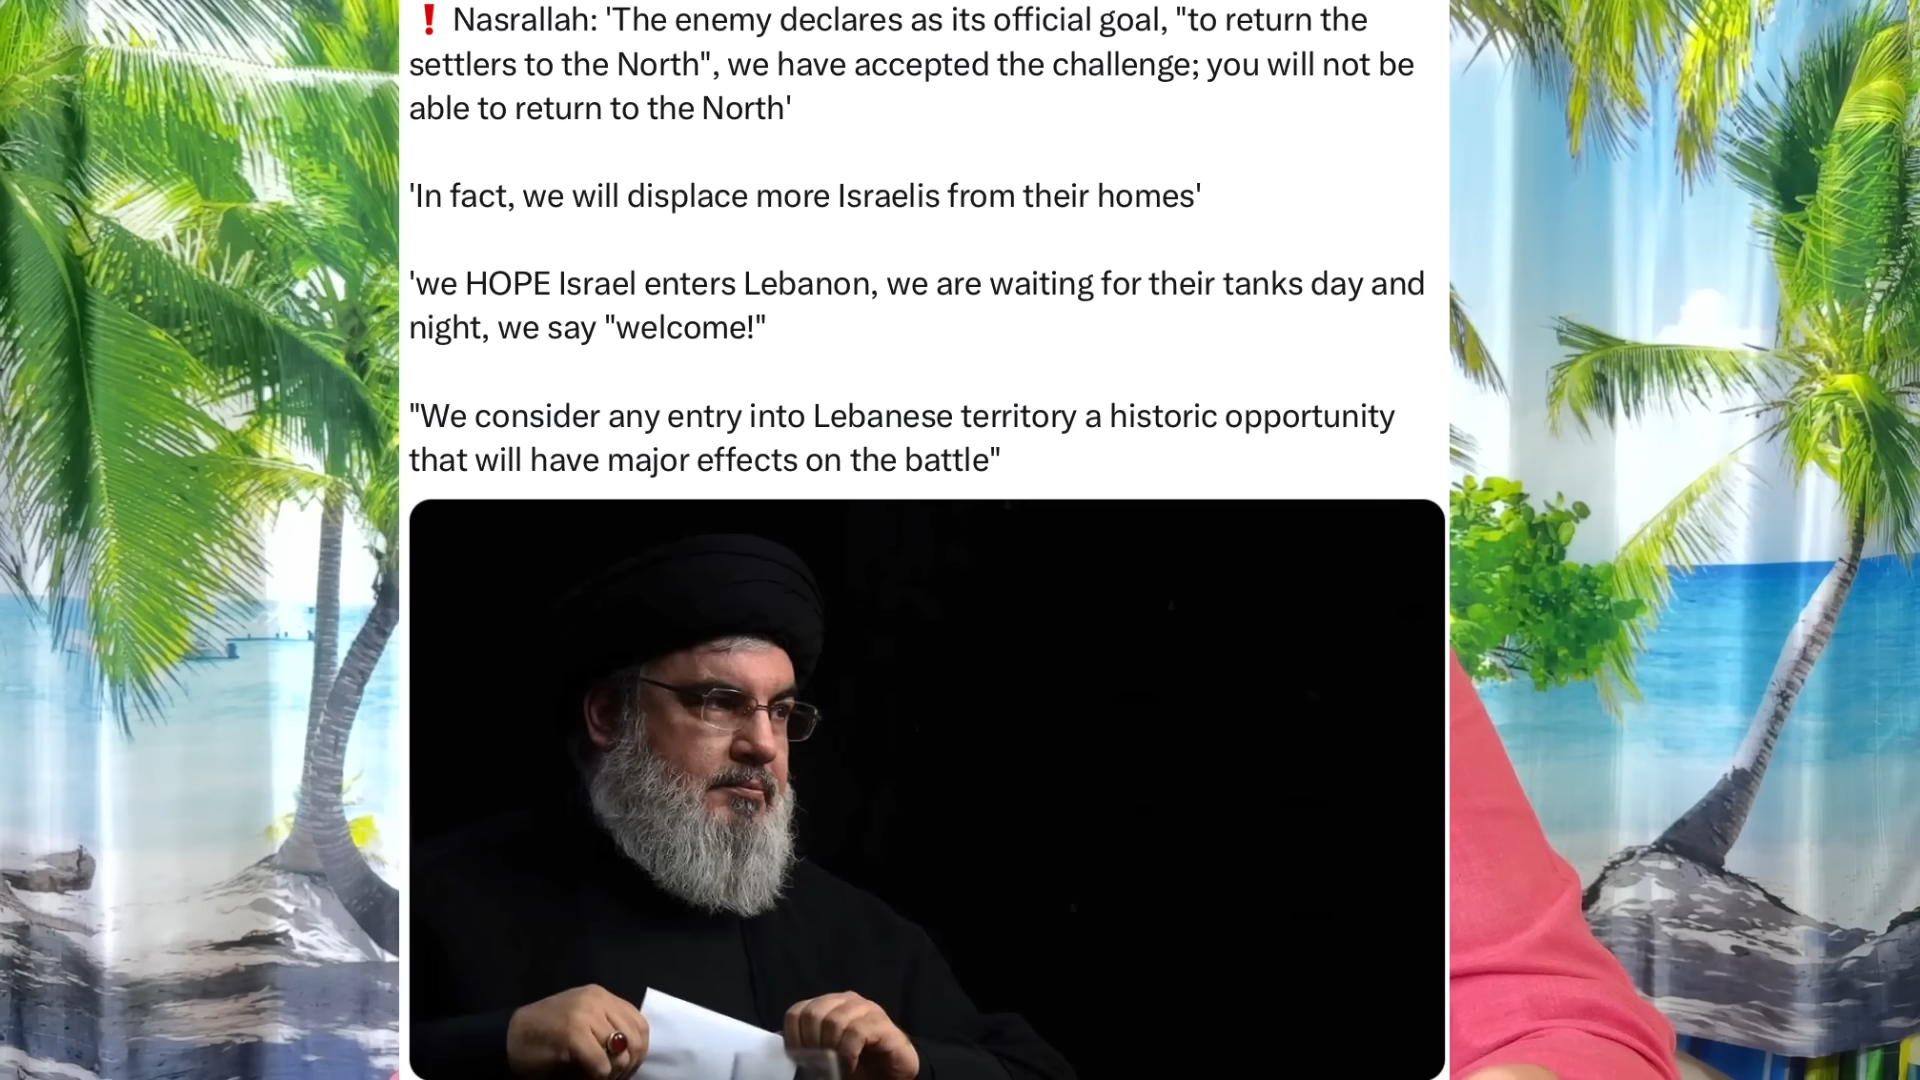 ❗ Nasrallah: 'The enemy declares as its official goal, "to return the
settlers to the North", we have accepted the challenge; you will not be
able to return to the North'
'In fact, we will displace more Israelis from their homes'
'we HOPE Israel enters Lebanon, we are waiting for their tanks day and
night, we say "welcome!"
"We consider any entry into Lebanese territory a historic opportunity
that will have major effects on the battle"